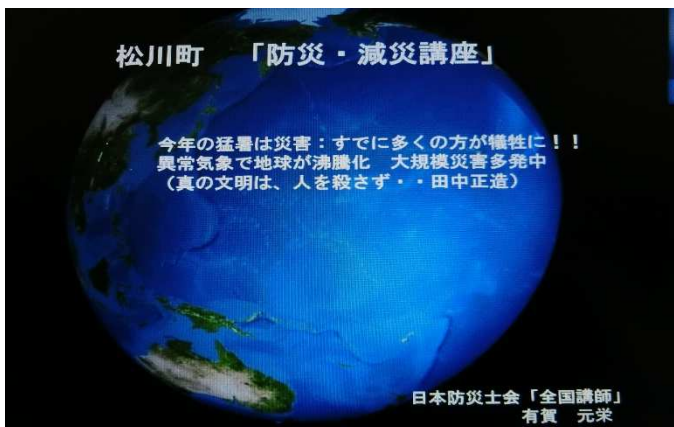 松川町　「防災・減災講座」
今年の猛暑は災害：すでに多くの方が犠牲に！！
異常気象で地球が沸騰化　大規模災害多発中
（真の文明は、人を殺さず・・田中正造）
日本防災士会「全国講師」
有賀　元栄